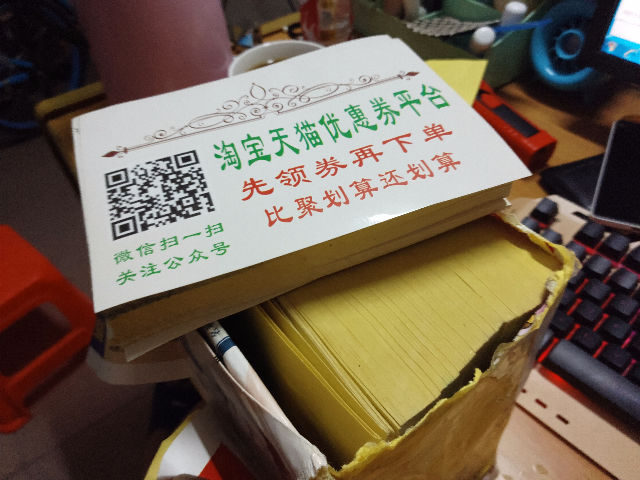 淘宝天猫优惠券平台
先领券再下单
比聚划算还划算
微信扫一扫
关注公众号